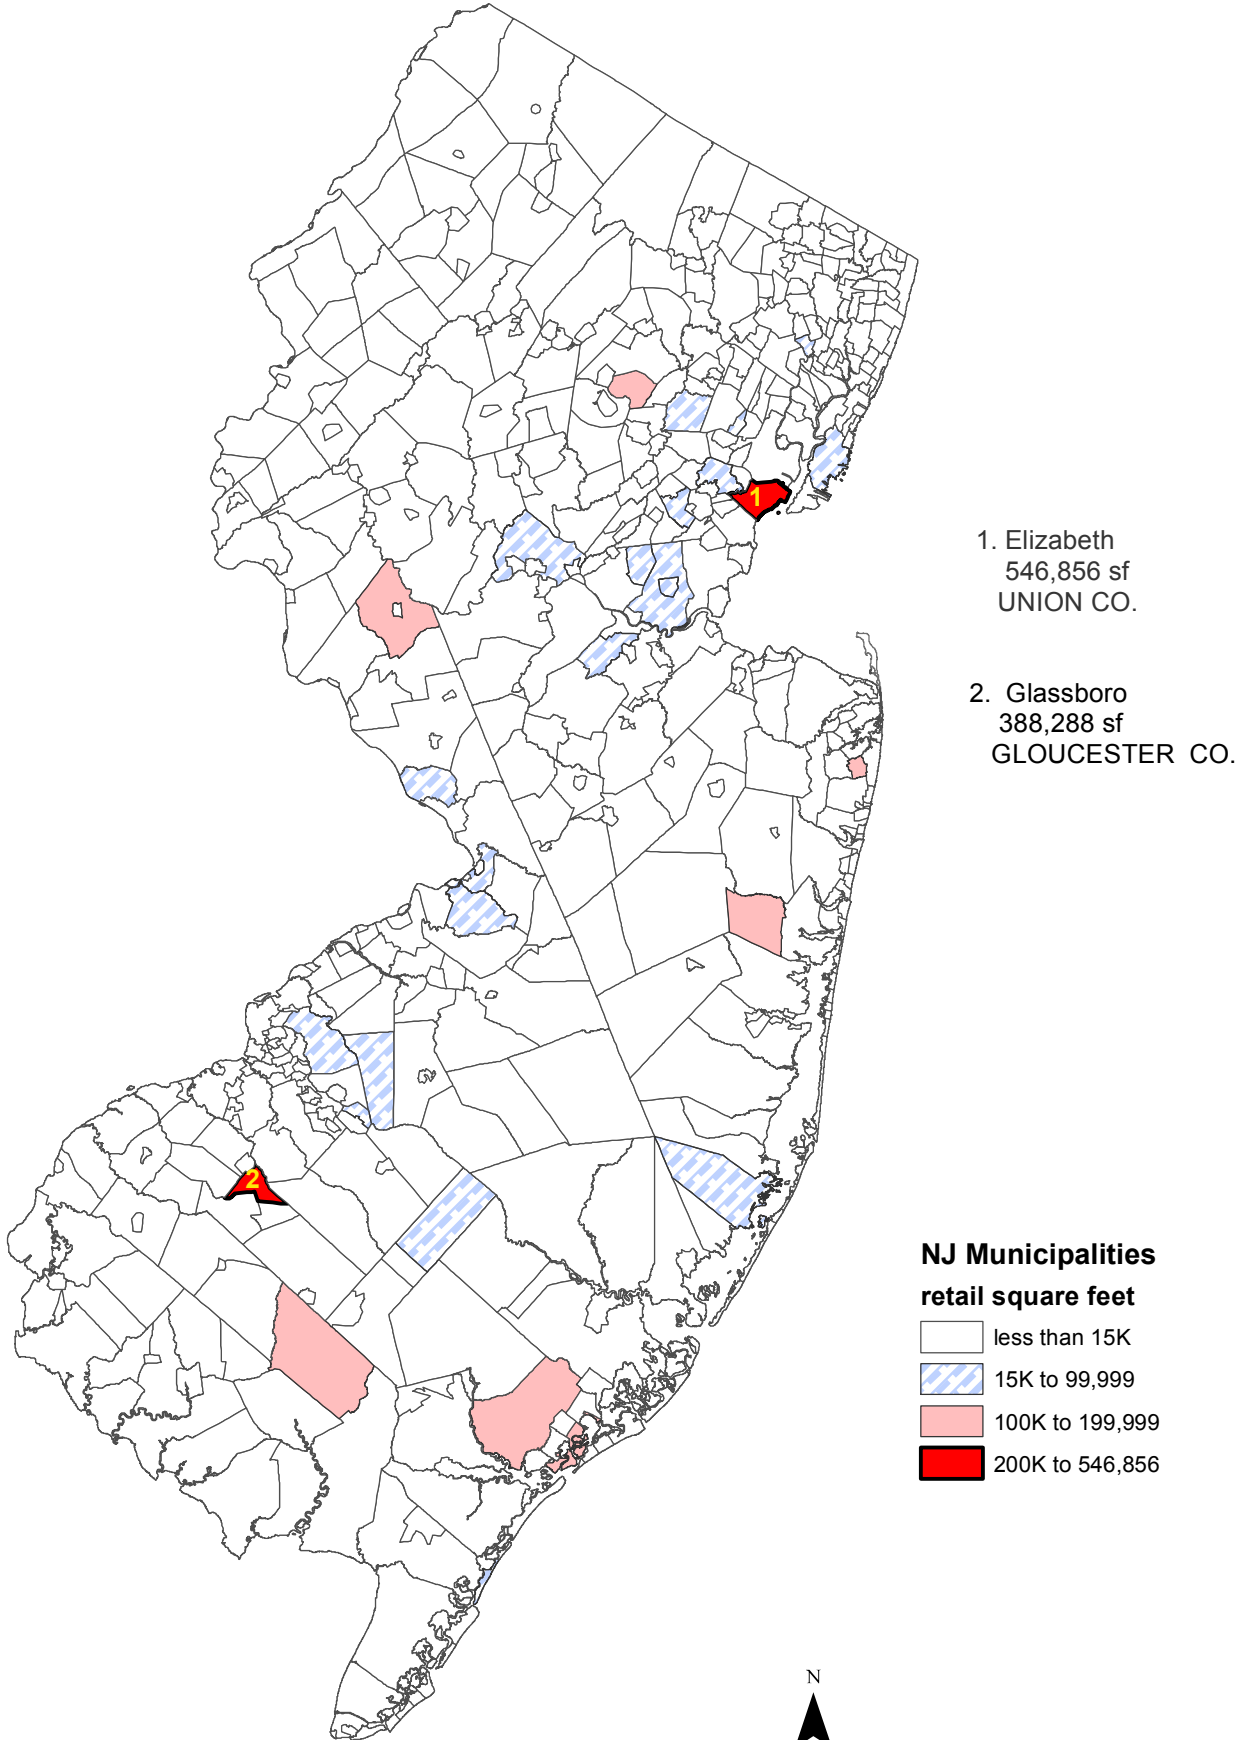 1
1. Elizabeth
546,856 sf
UNION CO.
2. Glassboro
388,288 sf
GLOUCESTER CO.
2
NJ Municipalities
retail square feet
less than 15K
15K to 99,999
100K to 199,999
200K to 546,856
N